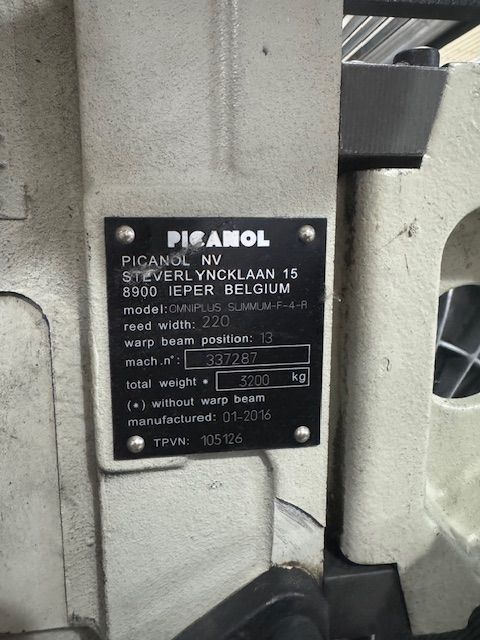 PICANOL
PICANOL NV
STEVERLYNCKLAAN 15
8900 IEPER BELGIUM
model: OMNIPLUS SUMMUM-F-4-R
reed width: 220
warp beam position: 13
mach.n°: 337287
total weight * 3200 kg
(*) without warp beam
manufactured: 01-2016
TPVN: 105126